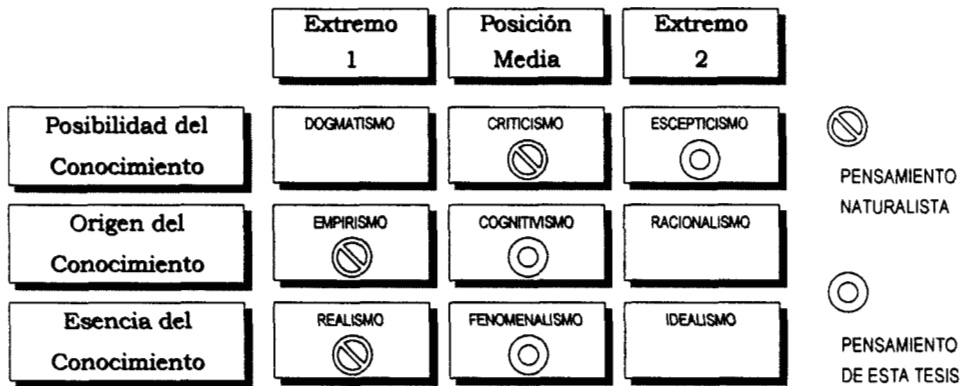 Extremo
1
Posición
Media
Extremo
2
Posibilidad del
Conocimiento
DOGMATISMO
CRITICISMO
ESCEPTICISMO
Origen del
Conocimiento
EMPIRISMO
COGNITIVISMO
RACIONALISMO
Esencia del
Conocimiento
REALISMO
FENOMENALISMO
IDEALISMO
PENSAMIENTO
NATURALISTA
PENSAMIENTO
DE ESTA TESIS